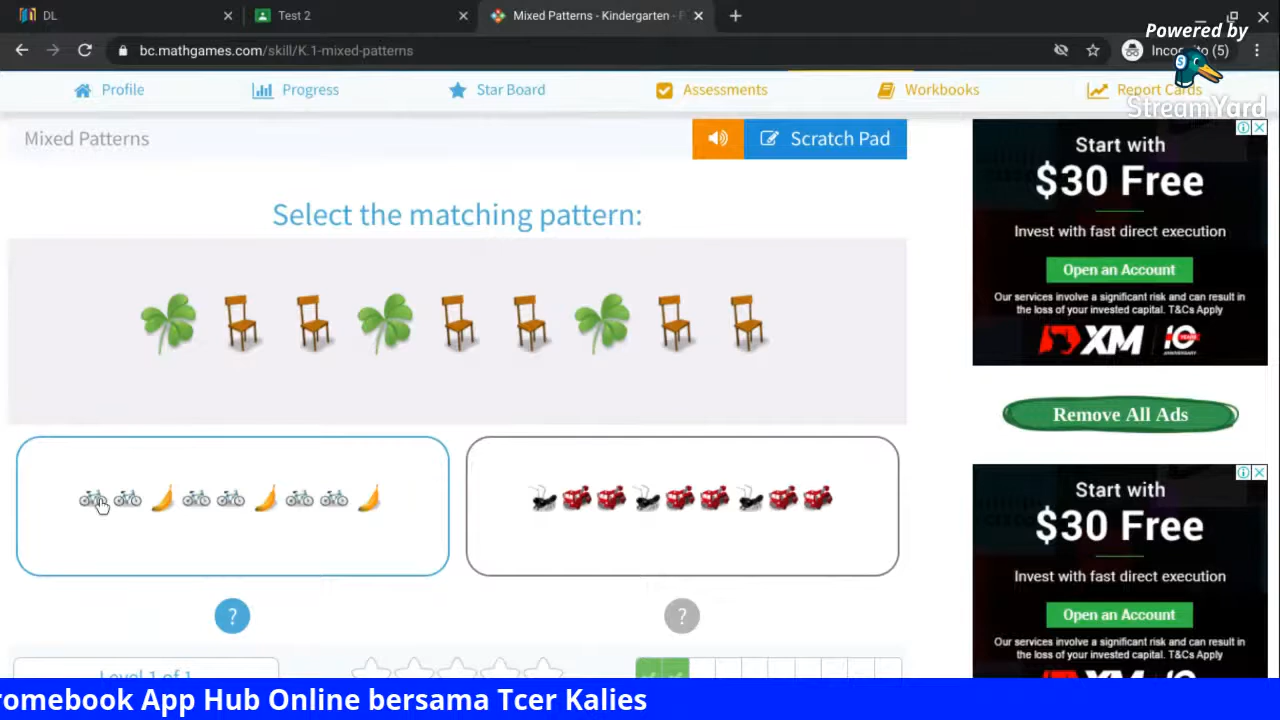 DL
Test 2
Mixed Patterns - Kindergarten -
Powered by
bc.mathgames.com/skill/K.1-mixed-patterns
(5)
StreamYard
Profile
Progress
Star Board
Assessments
Workbooks
Report Cards
Mixed Patterns
Scratch Pad
Select the matching pattern:
?
?
Level 1 of 1
Start with
$30 Free
Invest with fast direct execution
Open an Account
Our services involve a significant risk and can result in
the loss of your invested capital. T&Cs Apply
XM
10
Remove All Ads
Start with
$30 Free
Invest with fast direct execution
Open an Account
Our services involve a significant risk and can result in
the loss of your invested capital. T&Cs Apply
romebook App Hub Online bersama Tcer Kalies